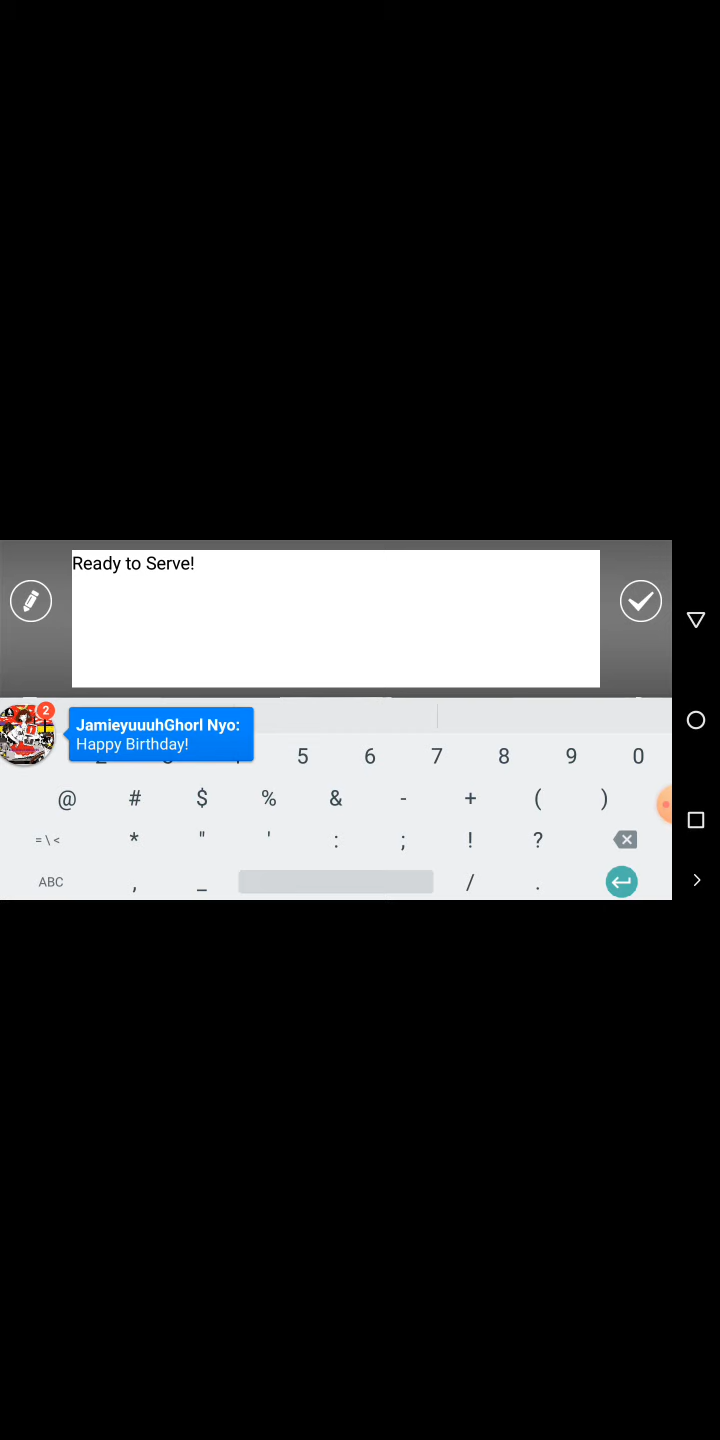 Ready to Serve!
2
JamieyuuuhGhorl Nyo:
Happy Birthday!
5 6 7 8 9 0
@ # $ % & - + ( )
= \ < * " ' : ; ! ?
ABC , _ / .